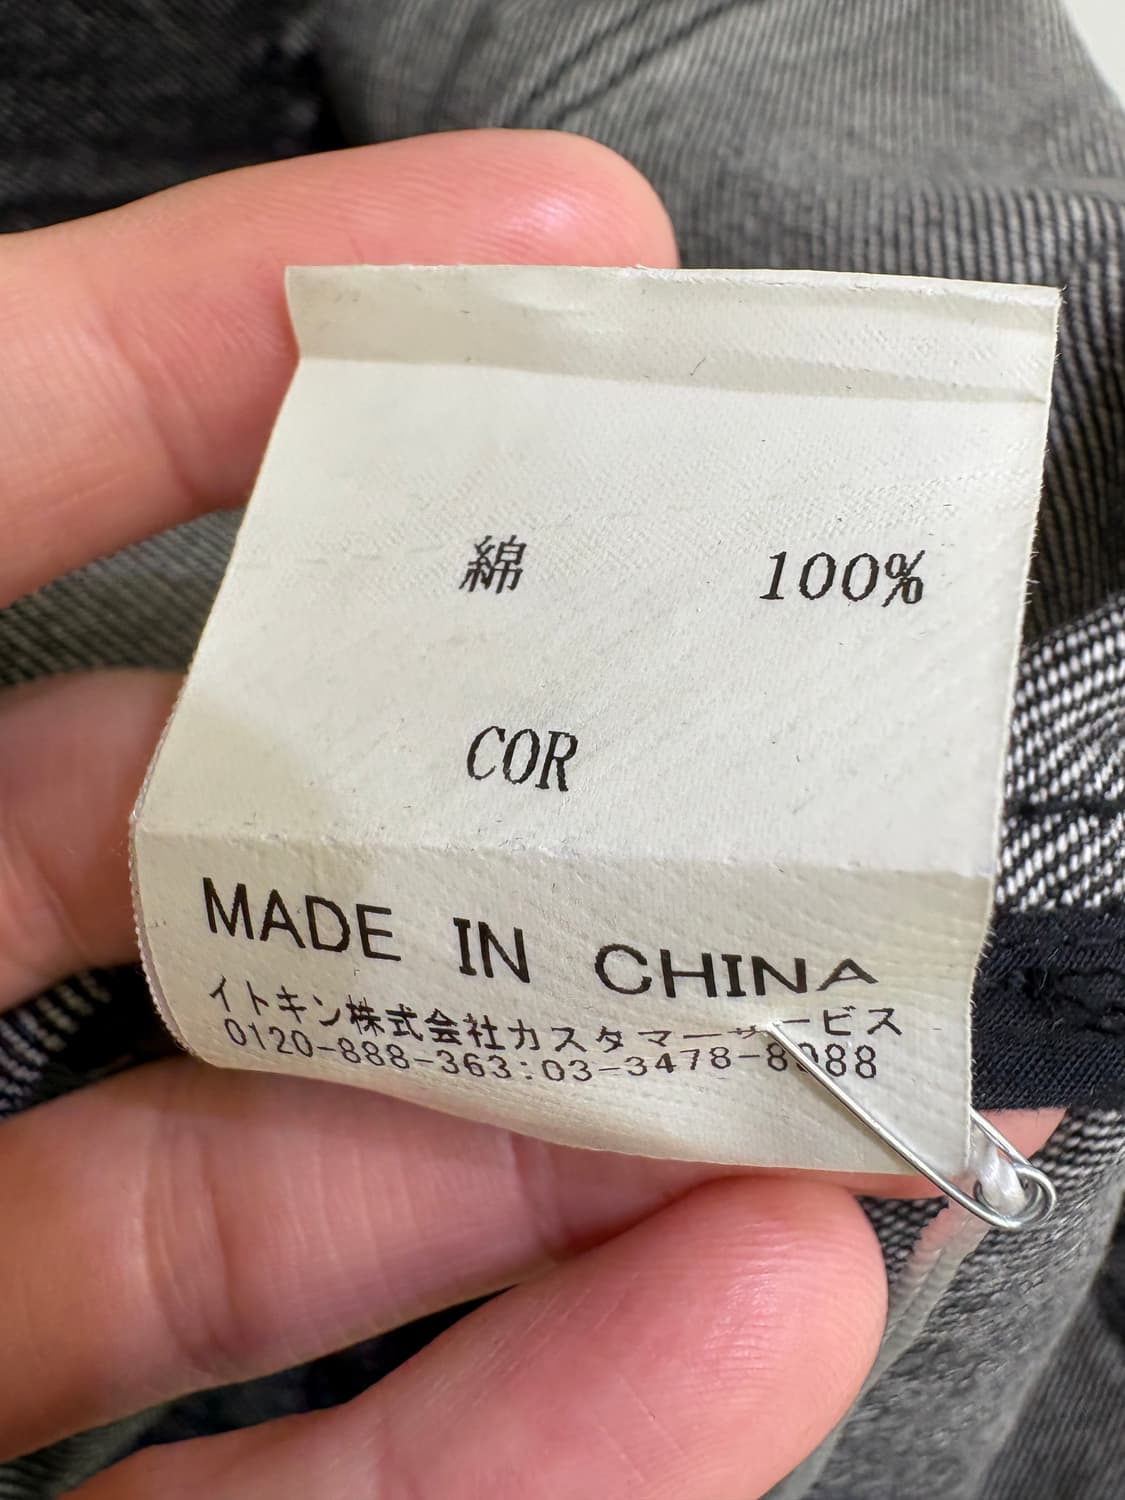 綿 100%
COR
MADE IN CHINA
イトキン株式会社カスタマーサービス
0120-888-363:03-3478-8088